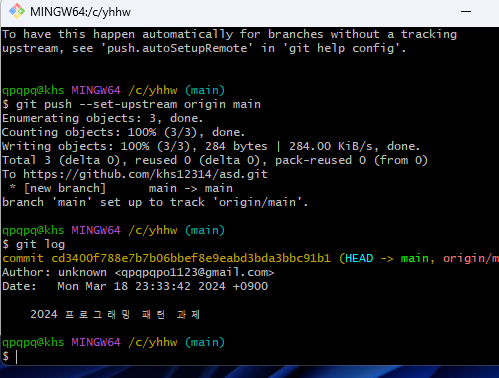 MINGW64:/c/yhhw
To have this happen automatically for branches without a tracking
upstream, see 'push.autoSetupRemote' in 'git help config'.
qpqpq@khs MINGW64 /c/yhhw (main)
$ git push --set-upstream origin main
Enumerating objects: 3, done.
Counting objects: 100% (3/3), done.
Writing objects: 100% (3/3), 284 bytes | 284.00 KiB/s, done.
Total 3 (delta 0), reused 0 (delta 0), pack-reused 0 (from 0)
To https://github.com/khs12314/asd.git
 * [new branch]      main -> main
branch 'main' set up to track 'origin/main'.
qpqpq@khs MINGW64 /c/yhhw (main)
$ git log
commit cd3400f788e7b7b06bbef8e9eabd3bda3bbc91b1 (HEAD -> main, origin/m
Author: unknown <qpqpqpo1123@gmail.com>
Date:   Mon Mar 18 23:33:42 2024 +0900
2024 프로그래밍 패턴 과제
qpqpq@khs MINGW64 /c/yhhw (main)
$